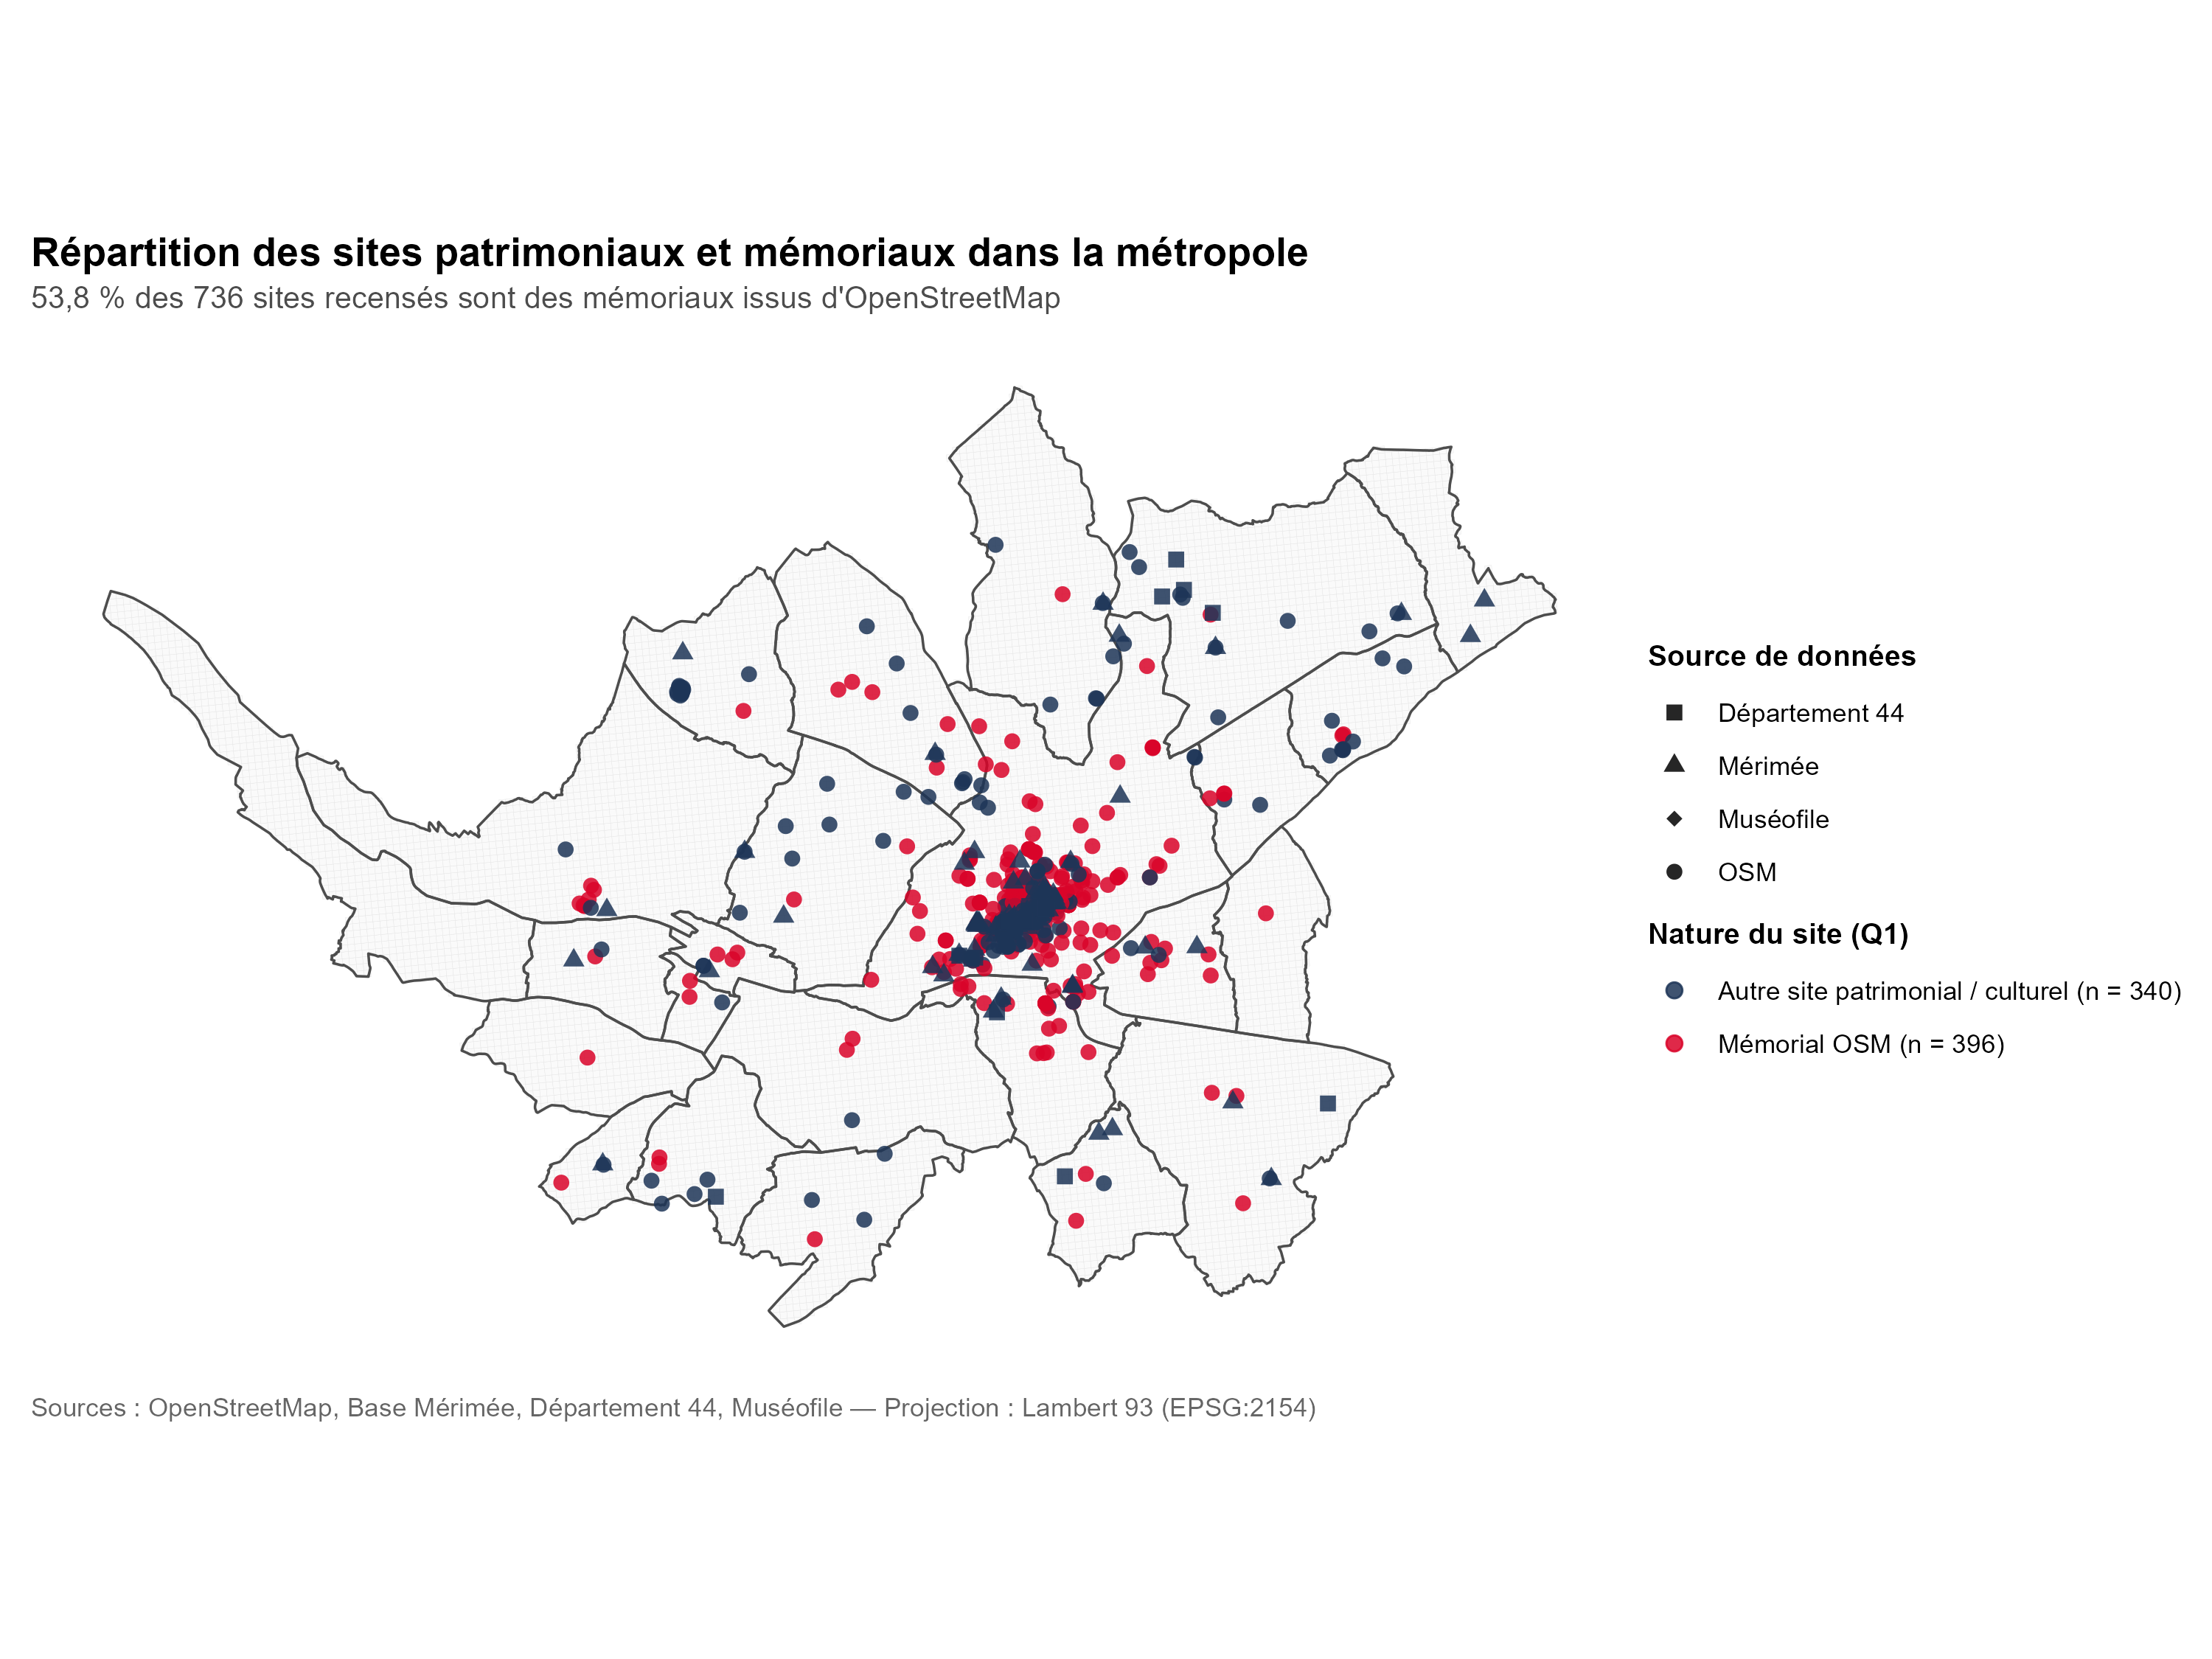 Répartition des sites patrimoniaux et mémoriaux dans la métropole
53,8 % des 736 sites recensés sont des mémoriaux issus d'OpenStreetMap
Source de données
Département 44
Mérimée
Muséofile
OSM
Nature du site (Q1)
Autre site patrimonial / culturel (n = 340)
Mémorial OSM (n = 396)
Sources : OpenStreetMap, Base Mérimée, Département 44, Muséofile — Projection : Lambert 93 (EPSG:2154)